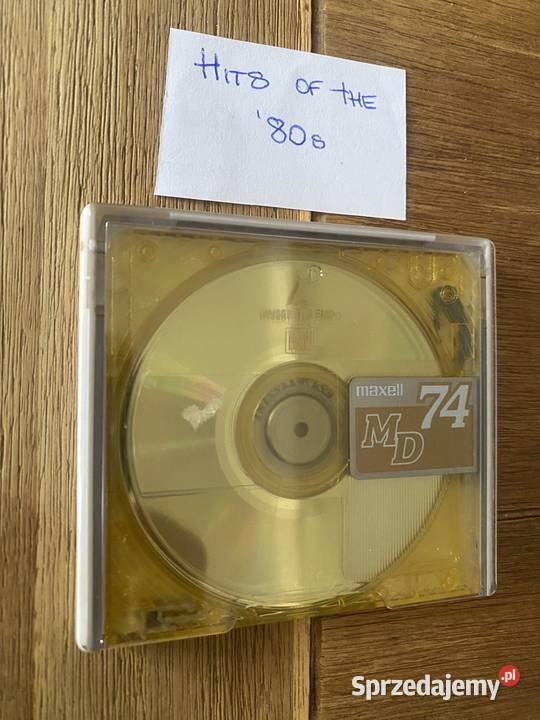 HITS OF THE
'80s
maxell
74
MD
Sprzedajemy.pl